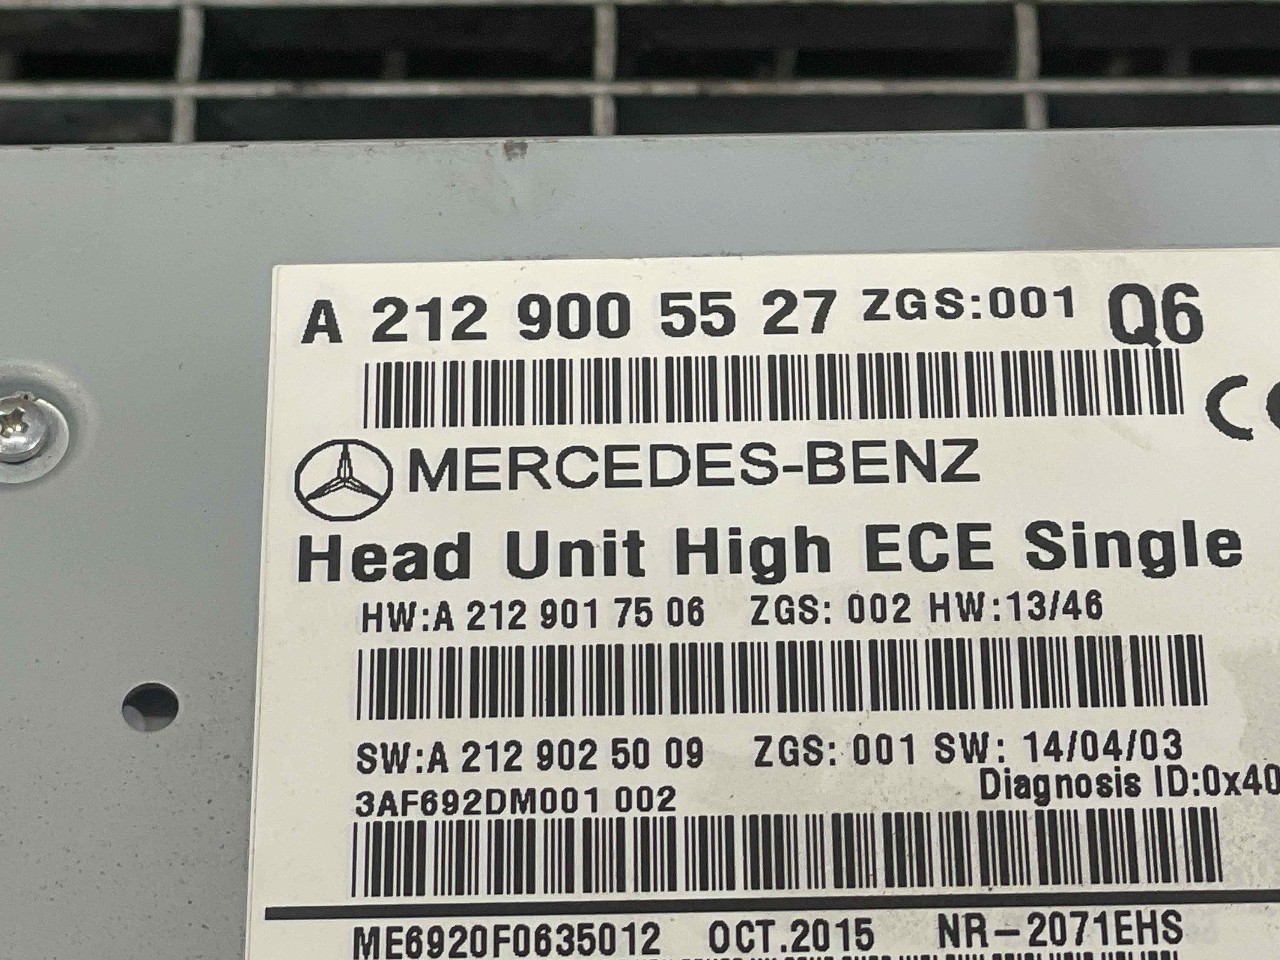 A 212 900 55 27 ZGS:001 Q6
MERCEDES-BENZ
Head Unit High ECE Single
HW:A 212 901 75 06 ZGS: 002 HW:13/46
SW:A 212 902 50 09 ZGS: 001 SW: 14/04/03
3AF692DM001 002 Diagnosis ID:0x40
ME6920F0635012 OCT.2015 NR-2071EHS